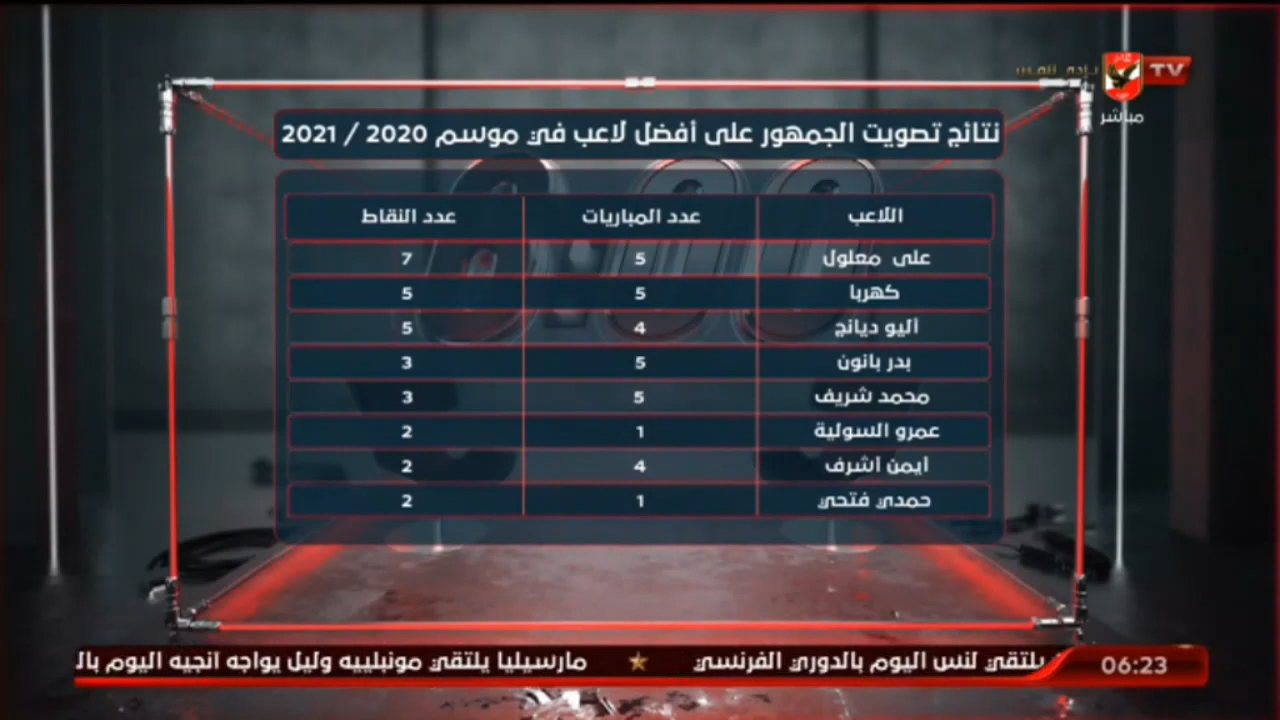 TV
مباشر
نتائج تصويت الجمهور على أفضل لاعب في موسم 2020 / 2021
اللاعب عدد المباريات عدد النقاط
على معلول 5 7
كهربا 5 5
أليو ديانج 4 5
بدر بانون 5 3
محمد شريف 5 3
عمرو السولية 1 2
أيمن أشرف 4 2
حمدي فتحي 1 2
يلتقي لنس اليوم بالدوري الفرنسي ★ مارسيليا يلتقي مونبلييه وليل يواجه أنجيه اليوم بال
06:23